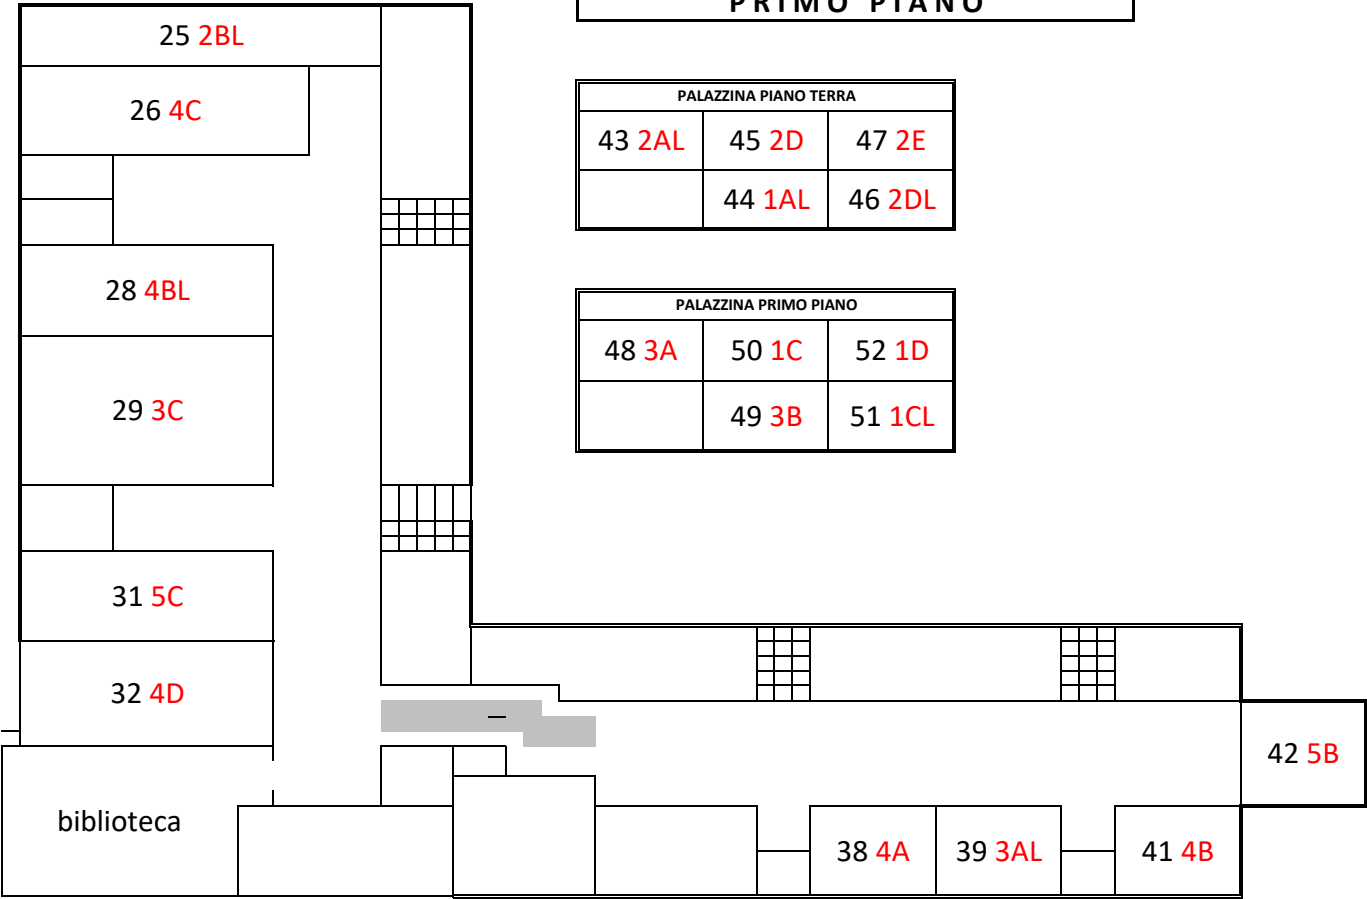 PRIMO PIANO
25 2BL
26 4C
28 4BL
29 3C
31 5C
32 4D
biblioteca
PALAZZINA PIANO TERRA
43 2AL 45 2D 47 2E
44 1AL 46 2DL
PALAZZINA PRIMO PIANO
48 3A 50 1C 52 1D
49 3B 51 1CL
38 4A 39 3AL 41 4B
42 5B